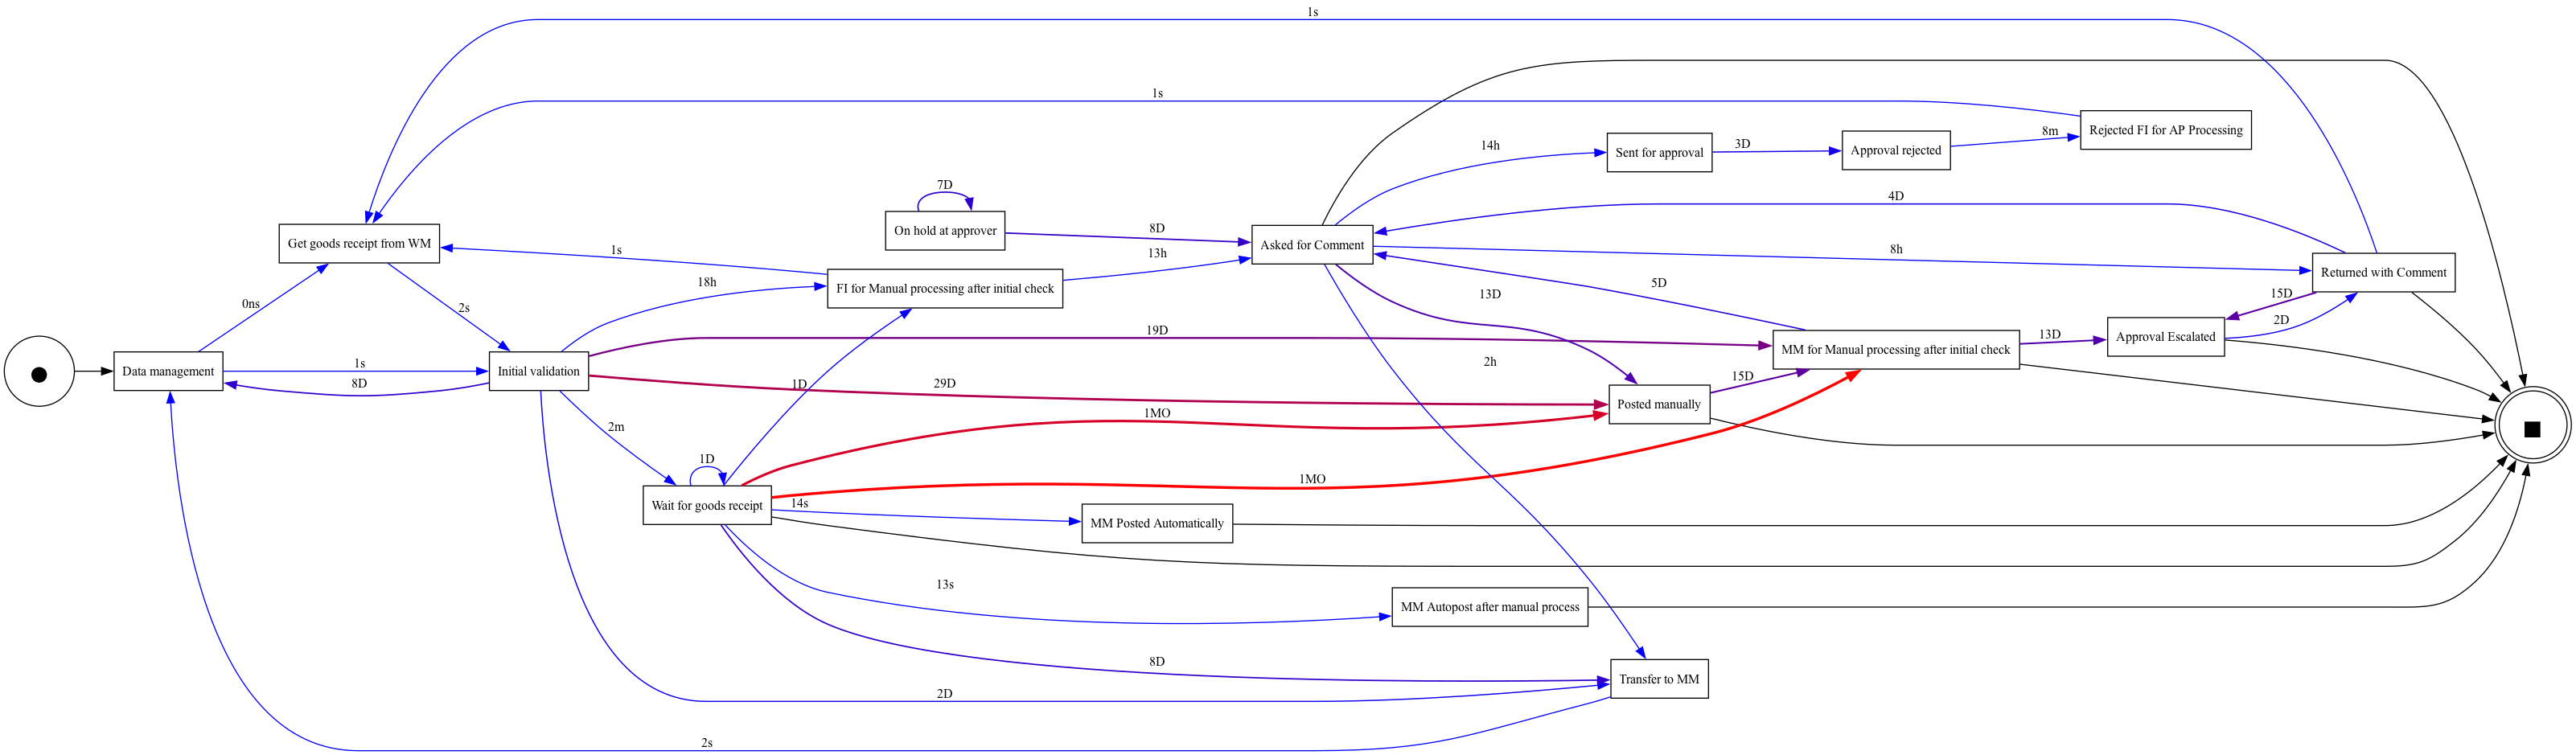 1s
1s
Rejected FI for AP Processing
8m
Approval rejected
3D
Sent for approval
14h
7D
On hold at approver
8D
4D
Get goods receipt from WM
1s
13h
Asked for Comment
8h
Returned with Comment
18h
FI for Manual processing after initial check
5D
13D
15D
0ns
2s
2D
19D
13D
Approval Escalated
MM for Manual processing after initial check
Data management
1s
8D
Initial validation
1D
29D
2h
15D
Posted manually
1MO
2m
1D
1MO
Wait for goods receipt
14s
MM Posted Automatically
13s
MM Autopost after manual process
8D
Transfer to MM
2D
2s